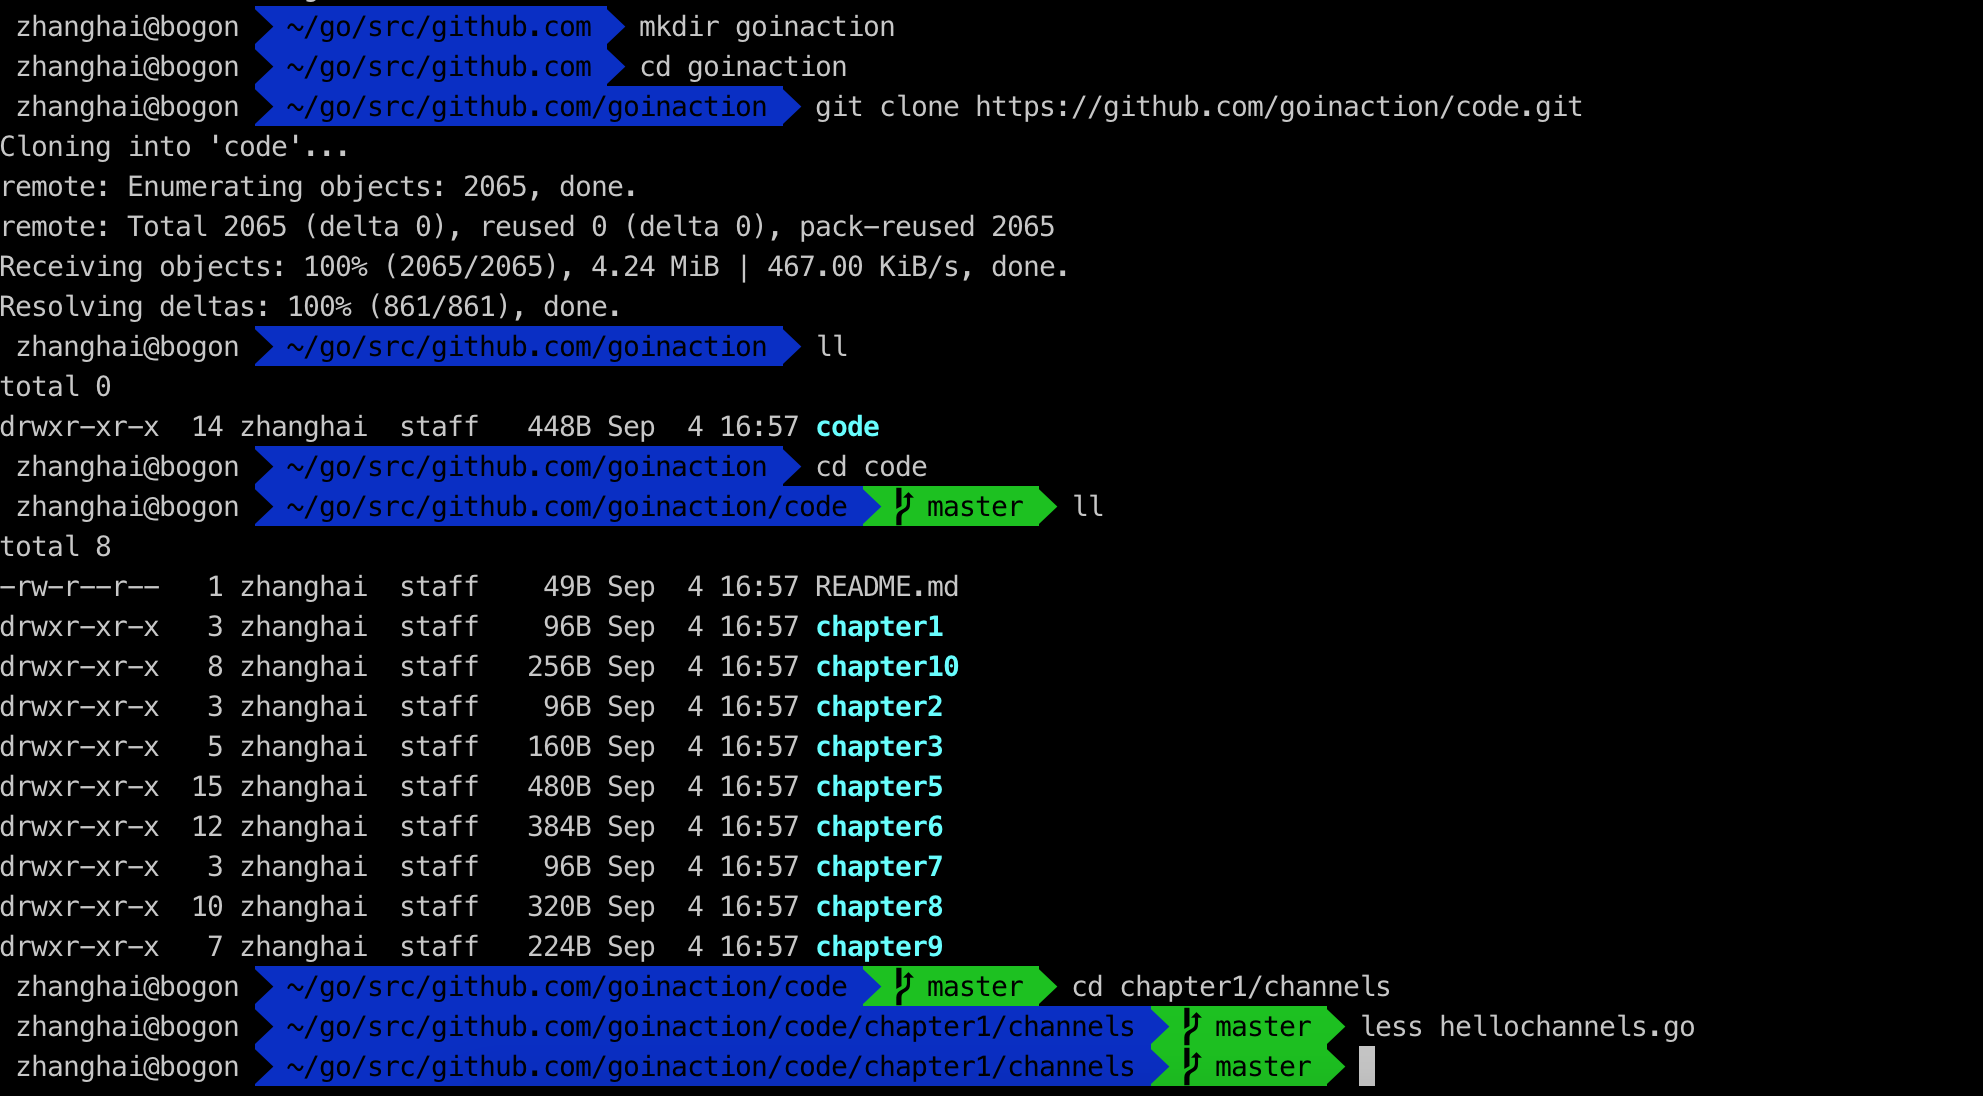 zhanghai@bogon ~/go/src/github.com mkdir goinaction
zhanghai@bogon ~/go/src/github.com cd goinaction
zhanghai@bogon ~/go/src/github.com/goinaction git clone https://github.com/goinaction/code.git
Cloning into 'code'...
remote: Enumerating objects: 2065, done.
remote: Total 2065 (delta 0), reused 0 (delta 0), pack-reused 2065
Receiving objects: 100% (2065/2065), 4.24 MiB | 467.00 KiB/s, done.
Resolving deltas: 100% (861/861), done.
zhanghai@bogon ~/go/src/github.com/goinaction ll
total 0
drwxr-xr-x  14 zhanghai  staff   448B Sep  4 16:57 code
zhanghai@bogon ~/go/src/github.com/goinaction cd code
zhanghai@bogon ~/go/src/github.com/goinaction/code master ll
total 8
-rw-r--r--   1 zhanghai  staff    49B Sep  4 16:57 README.md
drwxr-xr-x   3 zhanghai  staff    96B Sep  4 16:57 chapter1
drwxr-xr-x   8 zhanghai  staff   256B Sep  4 16:57 chapter10
drwxr-xr-x   3 zhanghai  staff    96B Sep  4 16:57 chapter2
drwxr-xr-x   5 zhanghai  staff   160B Sep  4 16:57 chapter3
drwxr-xr-x  15 zhanghai  staff   480B Sep  4 16:57 chapter5
drwxr-xr-x  12 zhanghai  staff   384B Sep  4 16:57 chapter6
drwxr-xr-x   3 zhanghai  staff    96B Sep  4 16:57 chapter7
drwxr-xr-x  10 zhanghai  staff   320B Sep  4 16:57 chapter8
drwxr-xr-x   7 zhanghai  staff   224B Sep  4 16:57 chapter9
zhanghai@bogon ~/go/src/github.com/goinaction/code master cd chapter1/channels
zhanghai@bogon ~/go/src/github.com/goinaction/code/chapter1/channels master less hellochannels.go
zhanghai@bogon ~/go/src/github.com/goinaction/code/chapter1/channels master